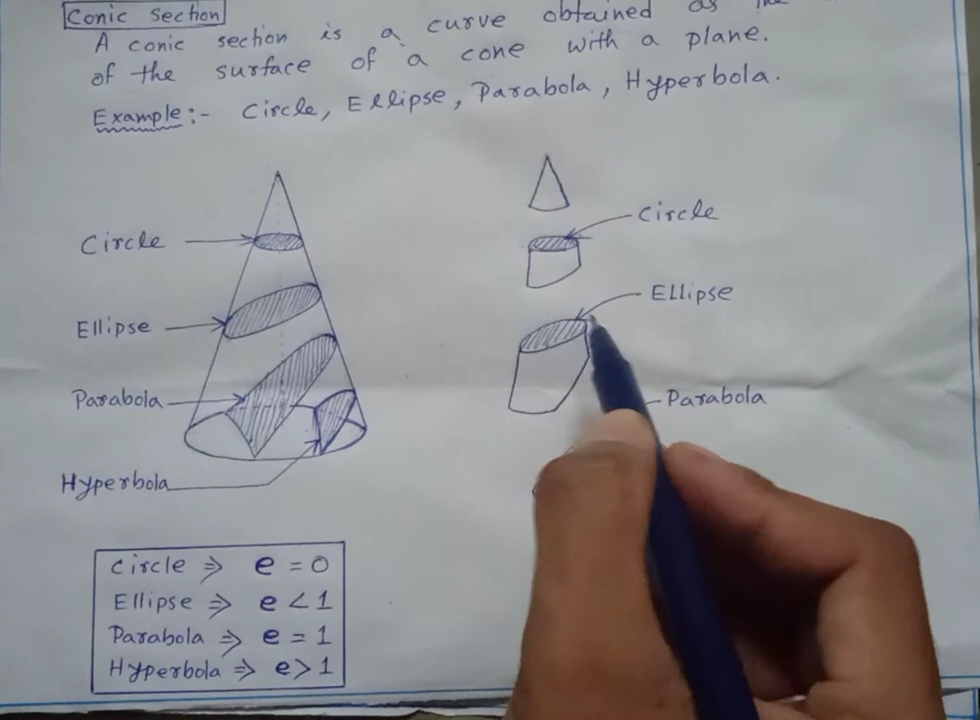 Conic Section
A conic section is a curve obtained as the
of the surface of a cone with a plane.
Example:- Circle, Ellipse, Parabola, Hyperbola.
Circle
Ellipse
Parabola
Hyperbola
Circle
Ellipse
Parabola
Circle ⇒ e = 0
Ellipse ⇒ e < 1
Parabola ⇒ e = 1
Hyperbola ⇒ e > 1